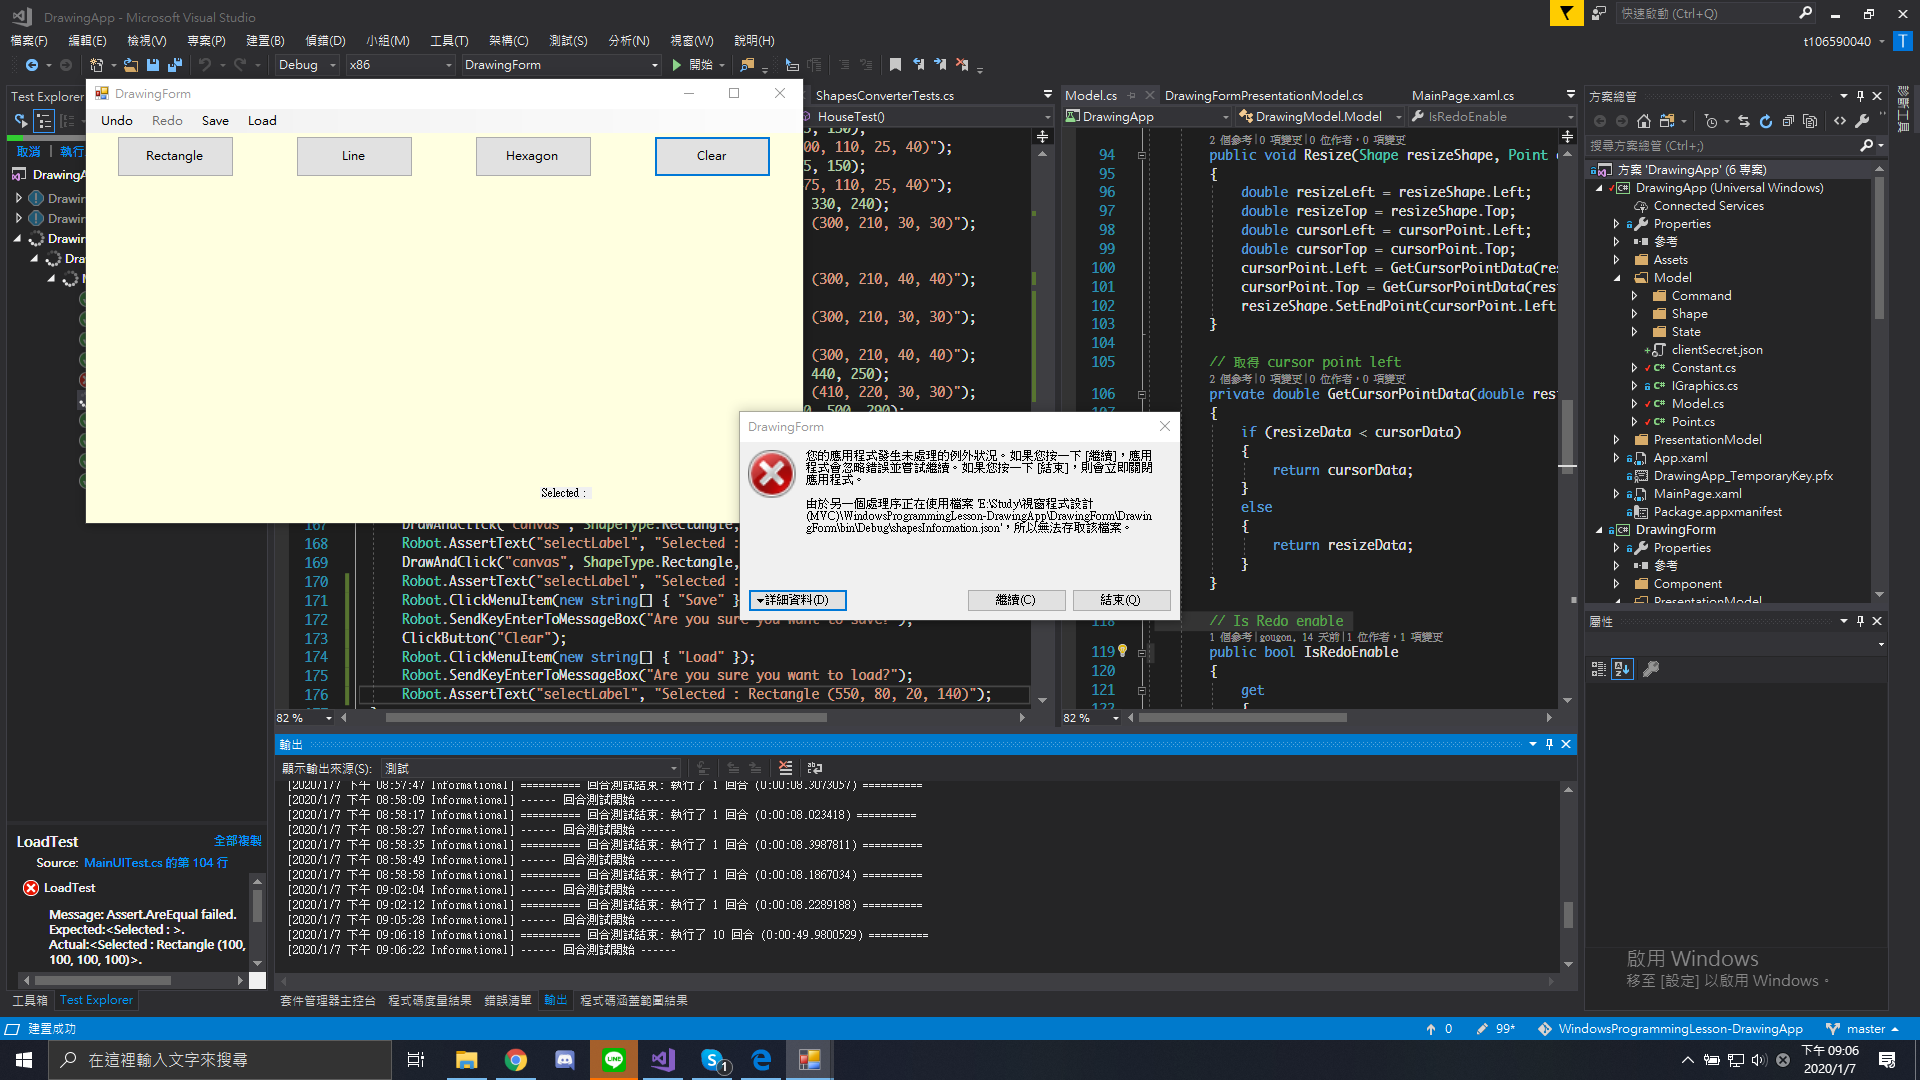 DrawingApp - Microsoft Visual Studio
快速啟動 (Ctrl+Q)
檔案(F) 編輯(E) 檢視(V) 專案(P) 建置(B) 偵錯(D) 小組(M) 工具(T) 架構(C) 測試(S) 分析(N) 視窗(W) 說明(H)
t106590040 T
Debug x86 DrawingForm 開始
Test Explorer
取消 | 執行
DrawingA
Drawin
Drawin
Drawin
Dra
DrawingForm
Undo Redo Save Load
Rectangle Line Hexagon Clear
Selected :
ShapesConverterTests.cs
HouseTest()
5, 150);
00, 110, 25, 40)");
5, 150);
75, 110, 25, 40)");
330, 240);
(300, 210, 30, 30)");
(300, 210, 40, 40)");
(300, 210, 30, 30)");
(300, 210, 40, 40)");
440, 250);
(410, 220, 30, 30)");
167 DrawAndClick("canvas", ShapeType.Rectangle,
168 Robot.AssertText("selectLabel", "Selected :
169 DrawAndClick("canvas", ShapeType.Rectangle,
170 Robot.AssertText("selectLabel", "Selected :
171 Robot.ClickMenuItem(new string[] { "Save" }
172 Robot.SendKeyEnterToMessageBox("Are you sure you want to save?");
173 ClickButton("Clear");
174 Robot.ClickMenuItem(new string[] { "Load" });
175 Robot.SendKeyEnterToMessageBox("Are you sure you want to load?");
176 Robot.AssertText("selectLabel", "Selected : Rectangle (550, 80, 20, 140)");
82 %
Model.cs DrawingFormPresentationModel.cs MainPage.xaml.cs
DrawingApp DrawingModel.Model IsRedoEnable
2 個參考|0 項變更|0 位作者，0 項變更
94 public void Resize(Shape resizeShape, Point
95 {
96 double resizeLeft = resizeShape.Left;
97 double resizeTop = resizeShape.Top;
98 double cursorLeft = cursorPoint.Left;
99 double cursorTop = cursorPoint.Top;
100 cursorPoint.Left = GetCursorPointData(res
101 cursorPoint.Top = GetCursorPointData(resi
102 resizeShape.SetEndPoint(cursorPoint.Left
103 }
104
105 // 取得 cursor point left
2 個參考|0 項變更|0 位作者，0 項變更
106 private double GetCursorPointData(double res
{
if (resizeData < cursorData)
{
return cursorData;
}
else
{
return resizeData;
}
}
118 // Is Redo enable
1 個參考|gougon, 14 天前|1 位作者，1 項變更
119 public bool IsRedoEnable
120 {
121 get
122 {
82 %
DrawingForm
您的應用程式發生未處理的例外狀況。如果您按一下 [繼續]，應用
程式會忽略錯誤並嘗試繼續。如果您按一下 [結束]，則會立即關閉
應用程式。
由於另一個處理序正在使用檔案 'E:\Study\視窗程式設計
(MVC)\WindowsProgrammingLesson-DrawingApp\DrawingForm\Drawin
gForm\bin\Debug\shapesInformation.json'，所以無法存取該檔案。
詳細資料(D) 繼續(C) 結束(Q)
方案總管
搜尋方案總管 (Ctrl+;)
方案 'DrawingApp' (6 專案)
DrawingApp (Universal Windows)
Connected Services
Properties
參考
Assets
Model
Command
Shape
State
clientSecret.json
Constant.cs
IGraphics.cs
Model.cs
Point.cs
PresentationModel
App.xaml
DrawingApp_TemporaryKey.pfx
MainPage.xaml
Package.appxmanifest
DrawingForm
Properties
參考
Component
PresentationModel
屬性
診斷工具
輸出
顯示輸出來源(S): 測試
[2020/1/7 下午 08:57:47 Informational] ========== 回合測試結束: 執行了 1 回合 (0:00:08.3073057) ==========
[2020/1/7 下午 08:58:09 Informational] ------ 回合測試開始 ------
[2020/1/7 下午 08:58:17 Informational] ========== 回合測試結束: 執行了 1 回合 (0:00:08.023418) ==========
[2020/1/7 下午 08:58:27 Informational] ------ 回合測試開始 ------
[2020/1/7 下午 08:58:35 Informational] ========== 回合測試結束: 執行了 1 回合 (0:00:08.3987811) ==========
[2020/1/7 下午 08:58:49 Informational] ------ 回合測試開始 ------
[2020/1/7 下午 08:58:58 Informational] ========== 回合測試結束: 執行了 1 回合 (0:00:08.1867034) ==========
[2020/1/7 下午 09:02:04 Informational] ------ 回合測試開始 ------
[2020/1/7 下午 09:02:12 Informational] ========== 回合測試結束: 執行了 1 回合 (0:00:08.2289188) ==========
[2020/1/7 下午 09:05:28 Informational] ------ 回合測試開始 ------
[2020/1/7 下午 09:06:18 Informational] ========== 回合測試結束: 執行了 10 回合 (0:00:49.9800529) ==========
[2020/1/7 下午 09:06:22 Informational] ------ 回合測試開始 ------
LoadTest 全部複製
Source: MainUITest.cs 的第 104 行
LoadTest
Message: Assert.AreEqual failed.
Expected:<Selected : >.
Actual:<Selected : Rectangle (100,
100, 100, 100)>.
工具箱 Test Explorer
套件管理器主控台 程式碼度量結果 錯誤清單 輸出 程式碼涵蓋範圍結果
啟用 Windows
移至 [設定] 以啟用 Windows。
建置成功
0 99* WindowsProgrammingLesson-DrawingApp master
在這裡輸入文字來搜尋
LINE
1
下午 09:06
2020/1/7